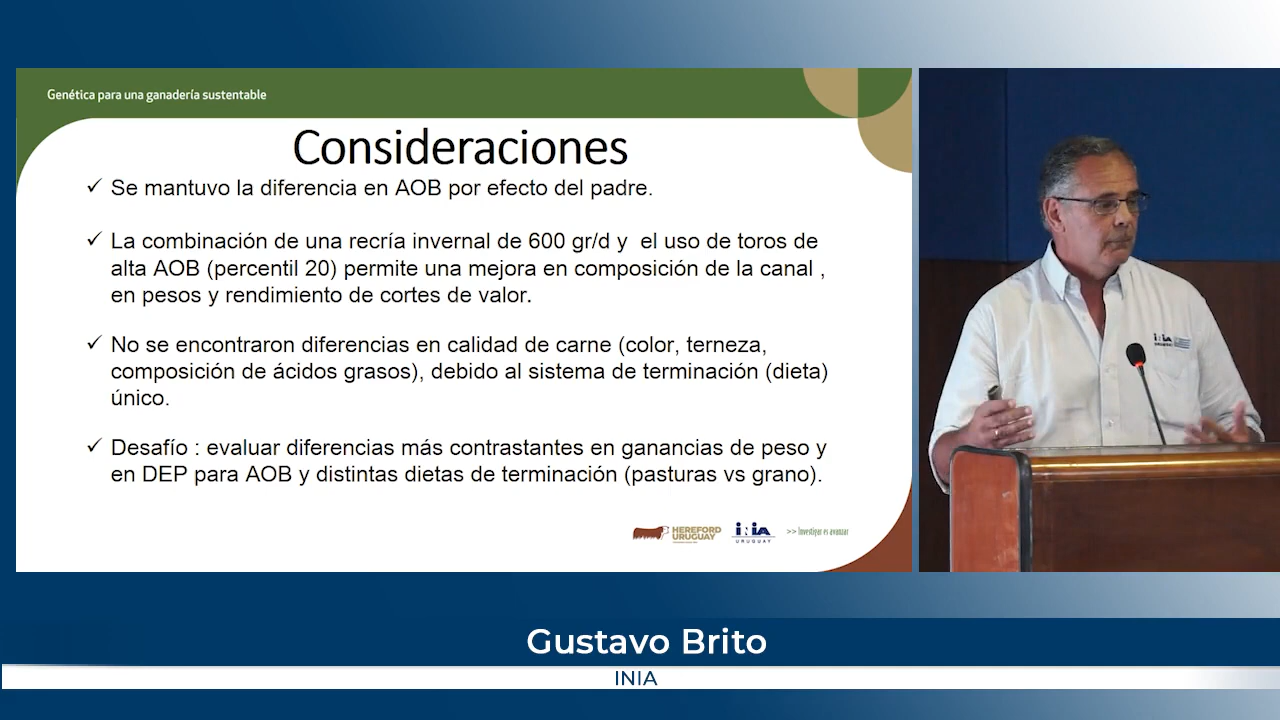 Genética para una ganadería sustentable
Consideraciones
✓ Se mantuvo la diferencia en AOB por efecto del padre.
✓ La combinación de una recría invernal de 600 gr/d y el uso de toros de
alta AOB (percentil 20) permite una mejora en composición de la canal ,
en pesos y rendimiento de cortes de valor.
✓ No se encontraron diferencias en calidad de carne (color, terneza,
composición de ácidos grasos), debido al sistema de terminación (dieta)
único.
✓ Desafío : evaluar diferencias más contrastantes en ganancias de peso y
en DEP para AOB y distintas dietas de terminación (pasturas vs grano).
HEREFORD
URUGUAY
INIA
URUGUAY
>> Investigar es avanzar
INIA
Gustavo Brito
INIA